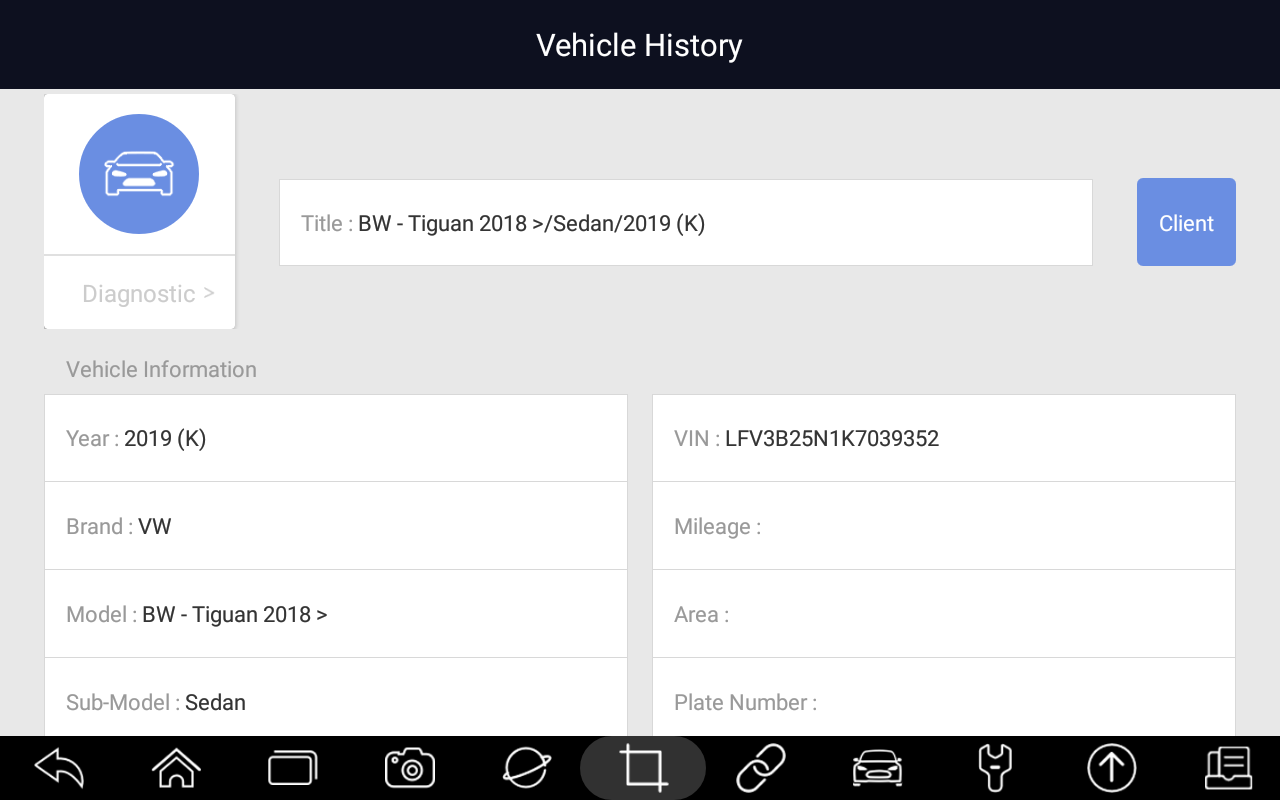 Vehicle History
Title : BW - Tiguan 2018 >/Sedan/2019 (K)
Client
Diagnostic >
Vehicle Information
Year : 2019 (K)
VIN : LFV3B25N1K7039352
Brand : VW
Mileage :
Model : BW - Tiguan 2018 >
Area :
Sub-Model : Sedan
Plate Number :